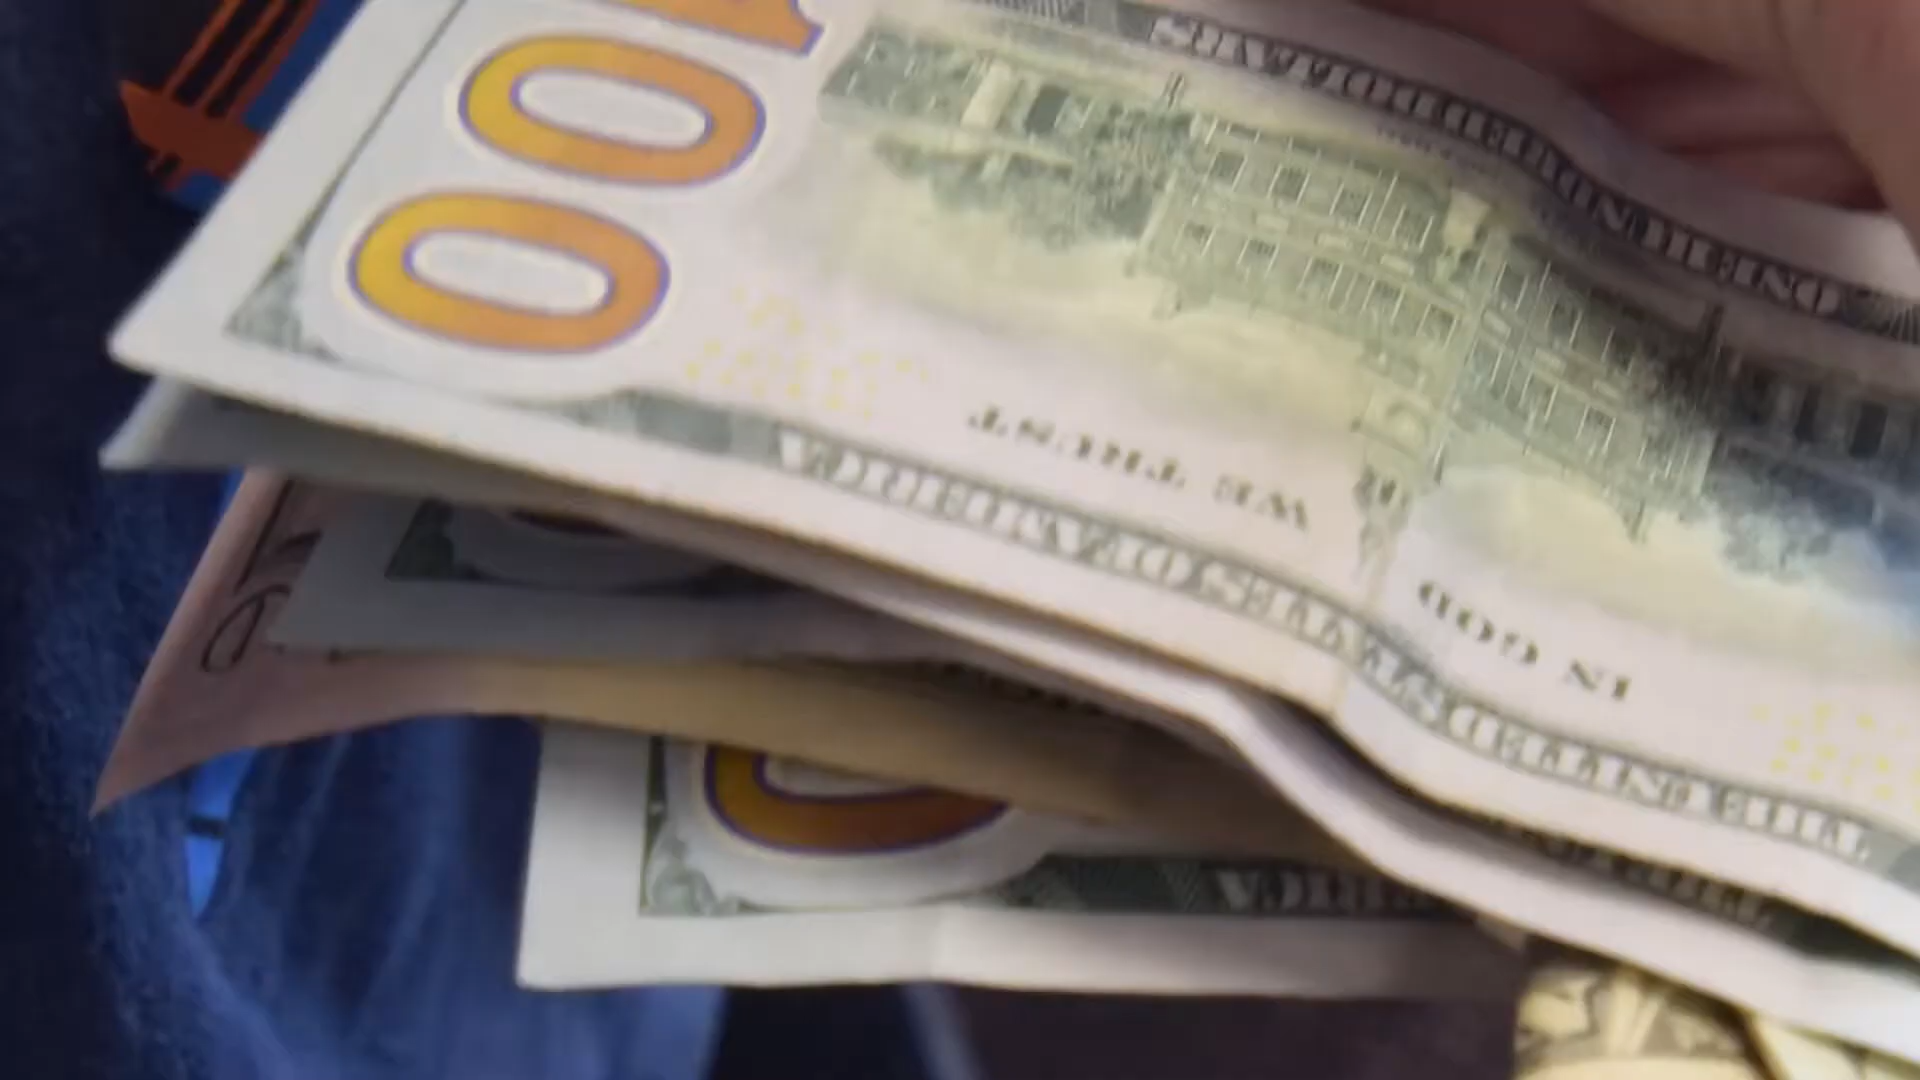 100
ONE HUNDRED DOLLARS
IN GOD
WE TRUST
THE UNITED STATES OF AMERICA